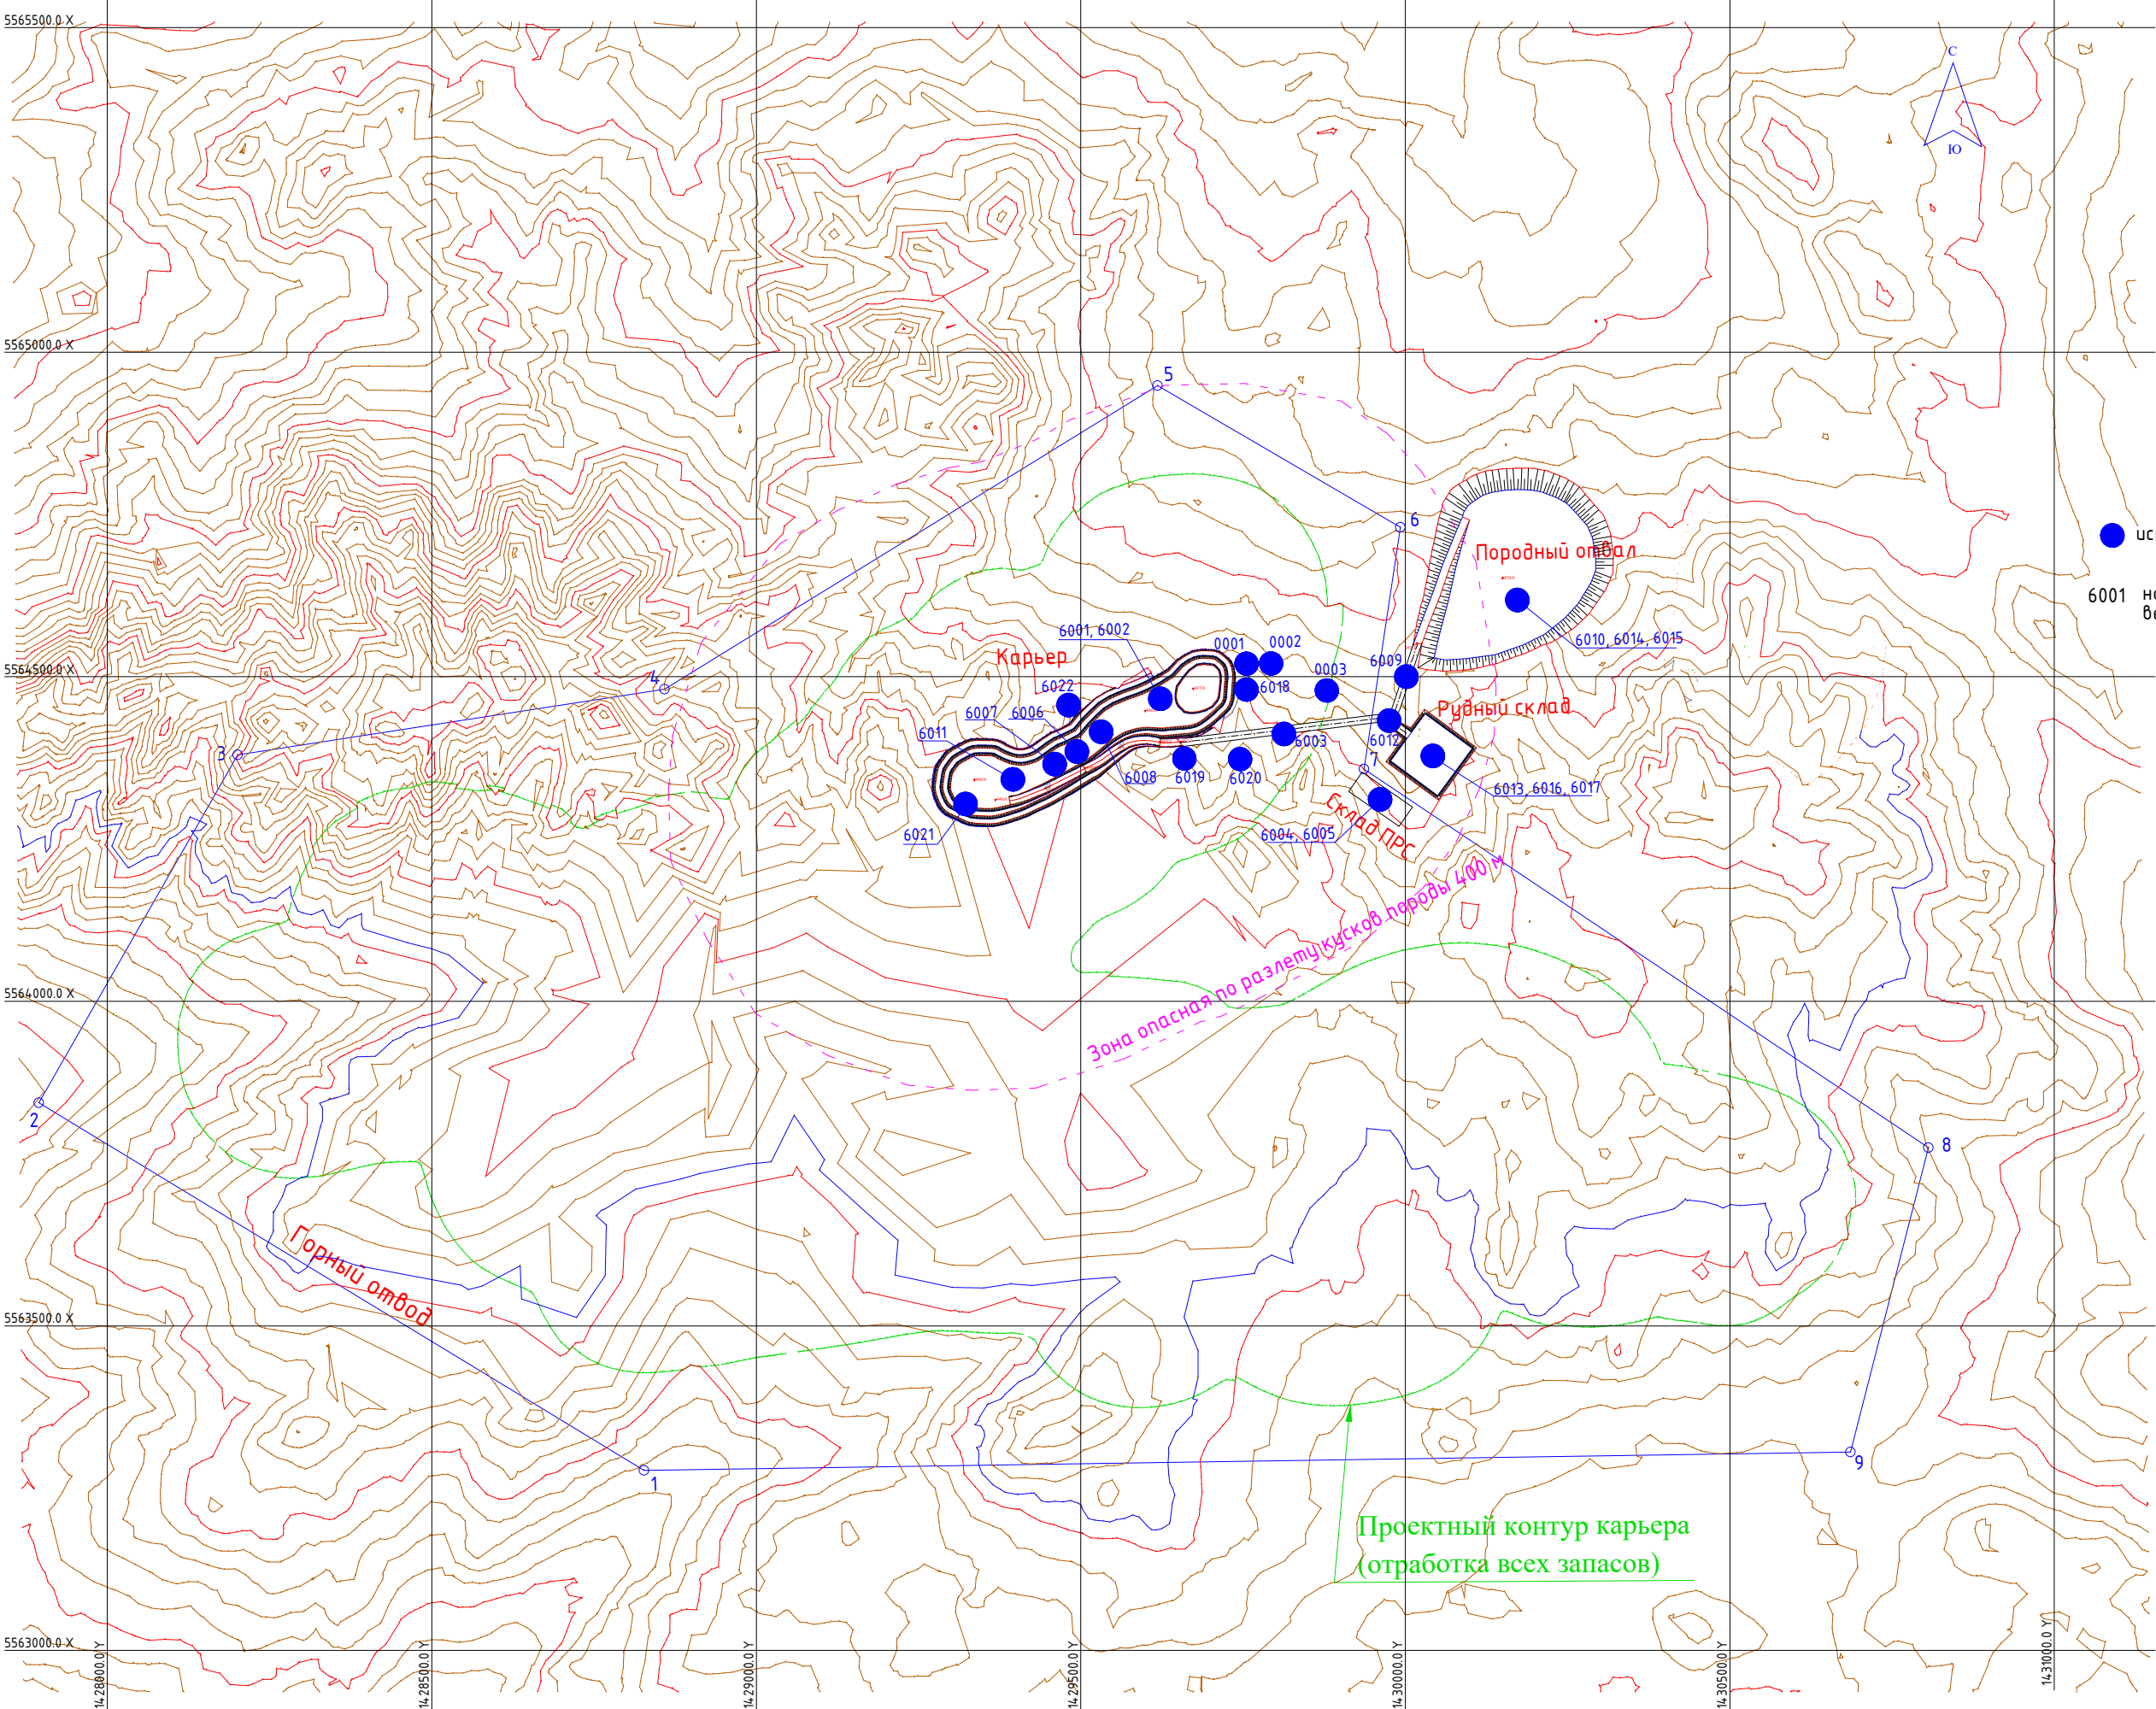 5565500.0 X
С
Ю
5565000.0 X
5
6
Породный отвал
6001
6010, 6014, 6015
6001, 6002
0001
0002
Карьер
6009
5564500.0 X
4
0003
6022
6018
Рудный склад
6007
6006
6011
6003
6012
3
7
6008
6019
6020
6013, 6016, 6017
Склад ПРС
6021
6004, 6005
Зона опасная по разлету кусков породы 400 м
5564000.0 X
2
8
Горный отвод
5563500.0 X
1
9
Проектный контур карьера
(отработка всех запасов)
5563000.0 X
14 28000.0 Y
14 28500.0 Y
14 29000.0 Y
14 29500.0 Y
14 30000.0 Y
14 30500.0 Y
14 31000.0 Y